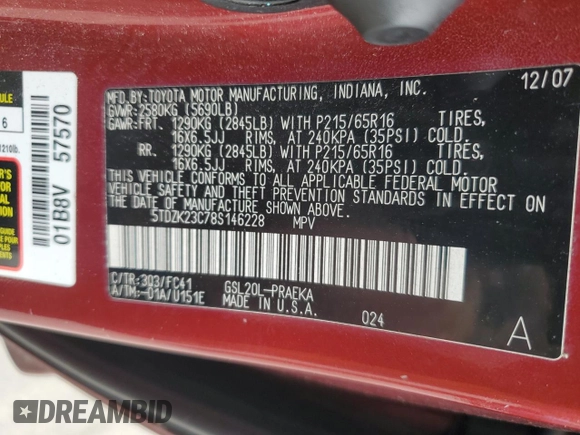 MFD.BY:TOYOTA MOTOR MANUFACTURING, INDIANA, INC. 12/07
GVWR:2580KG (5690LB)
GAWR:FRT. 1290KG (2845LB) WITH P215/65R16 TIRES,
16X6.5JJ RIMS, AT 240KPA (35PSI) COLD.
RR. 1290KG (2845LB) WITH P215/65R16 TIRES,
16X6.5JJ RIMS, AT 240KPA (35PSI) COLD.
THIS VEHICLE CONFORMS TO ALL APPLICABLE FEDERAL MOTOR
VEHICLE SAFETY AND THEFT PREVENTION STANDARDS IN EFFECT ON
THE DATE OF MANUFACTURE SHOWN ABOVE.
5TDZK23C78S146228 MPV
C/TR:3Q3/FC41 GSL20L-PRAEKA
A/TM:-01A/U151E MADE IN U.S.A.
024
A
01B8V 57570
ULE
6
1210lb.
DREAMBID